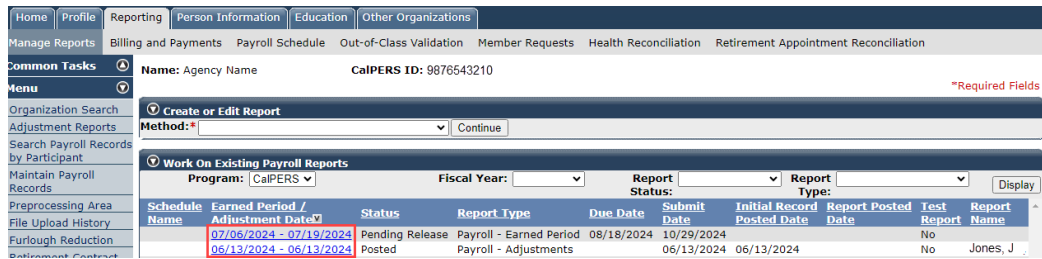 Home Profile Reporting Person Information Education Other Organizations
Manage Reports Billing and Payments Payroll Schedule Out-of-Class Validation Member Requests Health Reconciliation Retirement Appointment Reconciliation
Common Tasks
Name: Agency Name CalPERS ID: 9876543210
Menu
*Required Fields
Organization Search
Create or Edit Report
Adjustment Reports
Method:* Continue
Search Payroll Records
by Participant
Work On Existing Payroll Reports
Maintain Payroll
Records
Program: CalPERS Fiscal Year: Report Status: Report Type: Display
Preprocessing Area
File Upload History
Furlough Reduction
Retirement Contract
Schedule Name Earned Period / Adjustment Date Status Report Type Due Date Submit Date Initial Record Posted Date Report Posted Date Test Report Report Name
07/06/2024 - 07/19/2024 Pending Release Payroll - Earned Period 08/18/2024 10/29/2024 No
06/13/2024 - 06/13/2024 Posted Payroll - Adjustments 06/13/2024 06/13/2024 No Jones, J